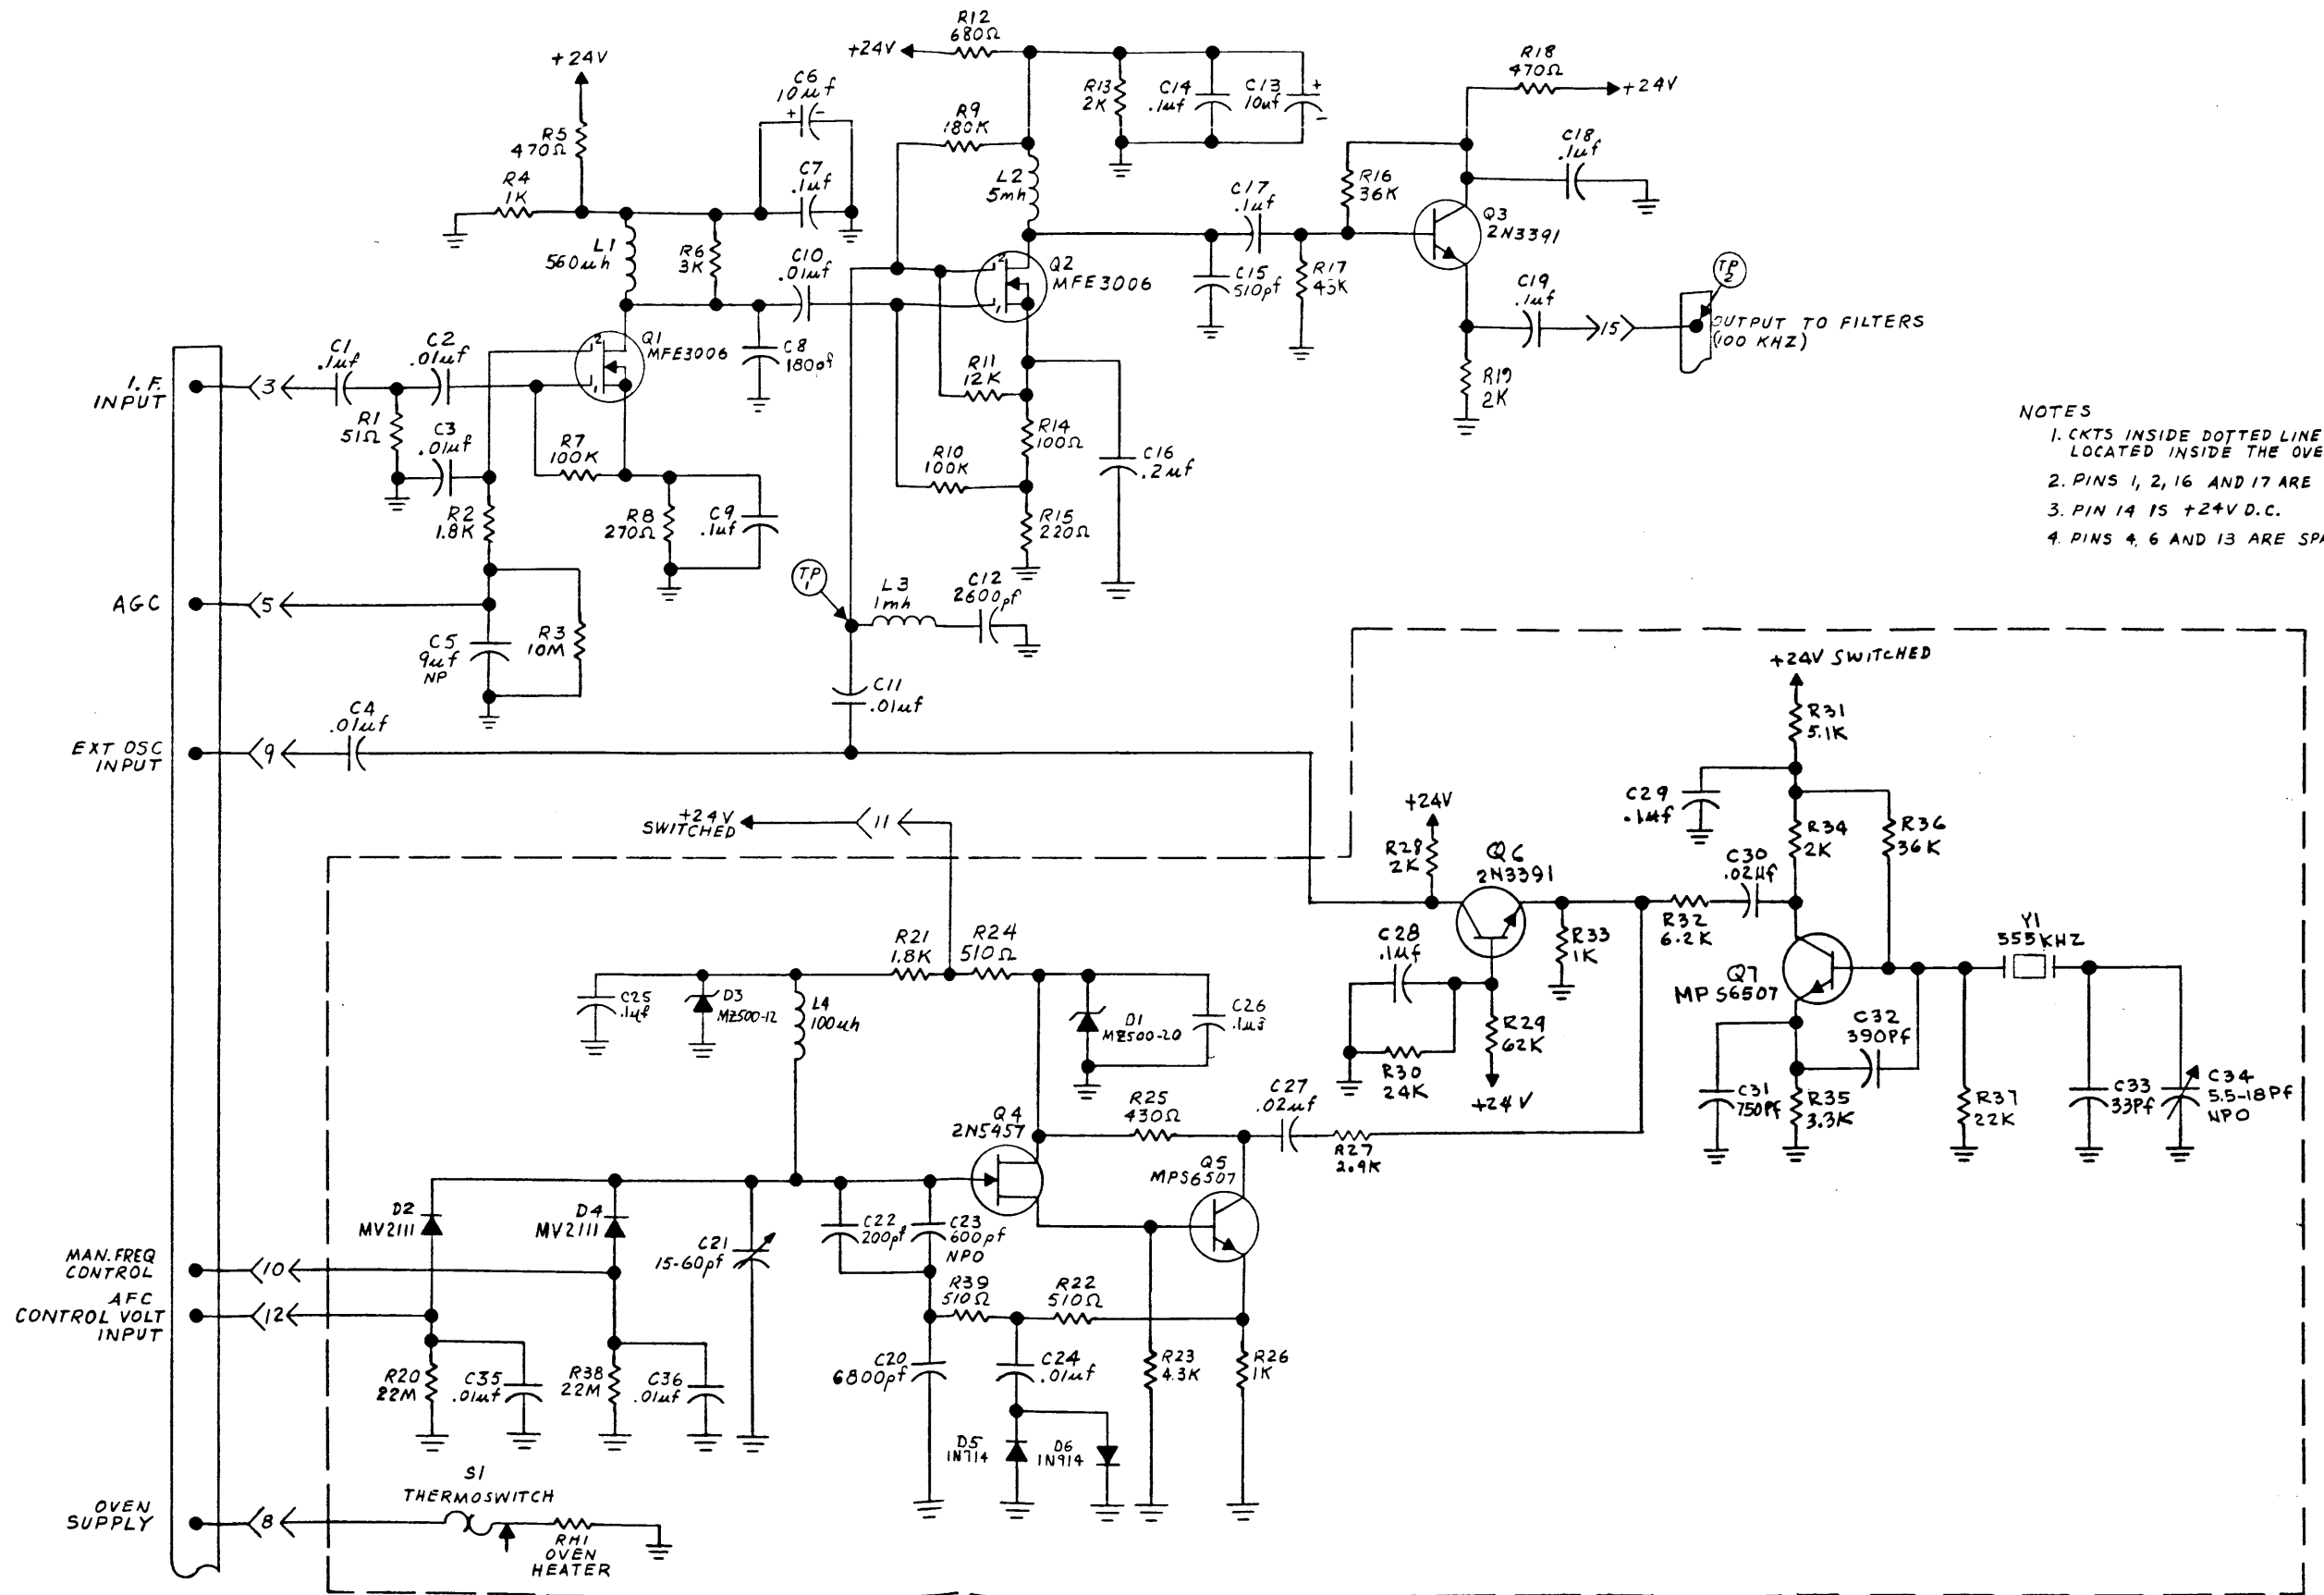 +24V
R5
470Ω
R4
1K
C6
10µf
+
-
C7
.1µf
L1
560µh
R6
3K
C10
.01µf
R12
680Ω
+24V
R9
180K
R13
2K
C14
.1µf
C13
10µf
+
-
L2
5mh
C17
.1µf
R18
470Ω
+24V
C18
.1µf
R16
36K
Q3
2N3391
2
1
Q2
MFE3006
C15
510pf
R17
43K
C19
.1µf
15
TP
2
OUTPUT TO FILTERS
(100 KHZ)
R19
2K
I.F.
INPUT
3
C1
.1µf
C2
.01µf
R1
51Ω
C3
.01µf
2
1
Q1
MFE3006
C8
180pf
R7
100K
R2
1.8K
R8
270Ω
C9
.1µf
R11
12K
R14
100Ω
R10
100K
R15
220Ω
C16
.2µf
NOTES
1. CKTS INSIDE DOTTED LINE
LOCATED INSIDE THE OVE
2. PINS 1, 2, 16 AND 17 ARE
3. PIN 14 IS +24V D.C.
4. PINS 4, 6 AND 13 ARE SPA
AGC
5
C5
9µf
NP
R3
10M
TP
1
L3
1mh
C12
2600pf
C11
.01µf
C4
.01µf
EXT OSC
INPUT
9
+24V
SWITCHED
11
+24V SWITCHED
R31
5.1K
C29
.1µf
R34
2K
R36
36K
+24V
R28
2K
Q6
2N3391
C30
.02µf
R32
6.2K
R33
1K
C28
.1µf
R30
24K
R29
62K
+24V
Q7
MPS6507
Y1
555KHZ
C32
390Pf
C31
750Pf
R35
3.3K
R37
22K
C33
33Pf
C34
5.5-18Pf
NPO
R21
1.8K
R24
510Ω
C25
.1µf
D3
MZ500-12
L4
100µh
D1
MZ500-20
C26
.1µf
R25
430Ω
C27
.02µf
R27
2.4K
Q4
2N5457
Q5
MPS6507
D2
MV2111
D4
MV2111
C21
15-60pf
C22
200pf
C23
600pf
NPO
MAN. FREQ
CONTROL
10
AFC
CONTROL VOLT
INPUT
12
R39
510Ω
R22
510Ω
R20
22M
C35
.01µf
R38
22M
C36
.01µf
C20
6800pf
C24
.01µf
R23
4.3K
R26
1K
D5
1N914
D6
1N914
OVEN
SUPPLY
8
S1
THERMOSWITCH
RH1
OVEN
HEATER